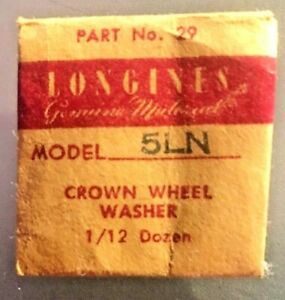 PART No. 29
LONGINES
Genuine Material
MODEL 5LN
CROWN WHEEL
WASHER
1/12 Dozen